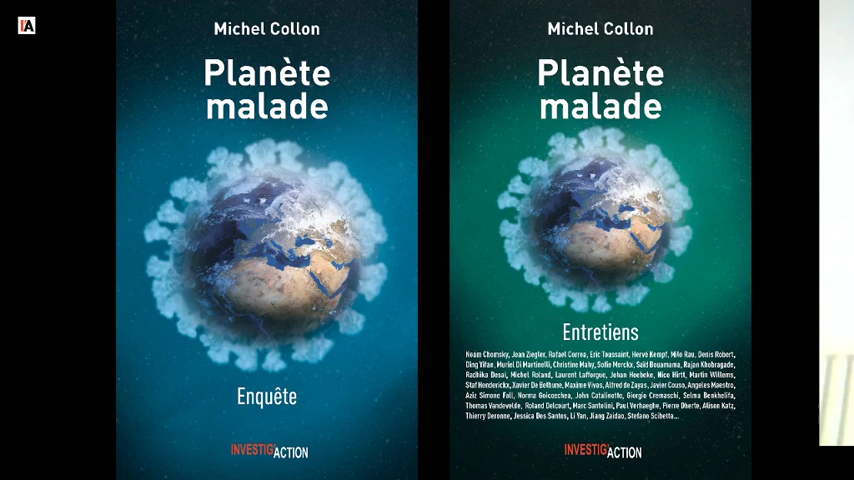 IA
Michel Collon
Planète
malade
Enquête
INVESTIG'ACTION
Michel Collon
Planète
malade
Entretiens
Noam Chomsky, Jean Ziegler, Rafael Correa, Eric Toussaint, Hervé Kempf, Milo Rau, Denis Robert,
Ding Yifan, Muriel Di Martinelli, Christine Mahy, Sofie Merckx, Saïd Bouamama, Rajan Khobragade,
Radhika Desai, Michel Roland, Laurent Lafforgue, Johan Hoebeke, Nico Hirtt, Martin Willems,
Staf Henderickx, Xavier De Bethune, Maxime Vivas, Alfred de Zayas, Javier Couso, Angeles Maestro,
Aziz Simone Fall, Norma Goicoechea, John Catalinotto, Giorgio Cremaschi, Selma Benkhelifa,
Thomas Vandevelde, Roland Delcourt, Marc Santolini, Paul Verhaeghe, Pierre Dherte, Alison Katz,
Thierry Deronne, Jessica Dos Santos, Li Yan, Jiang Zaidao, Stefano Scibetta...
INVESTIG'ACTION